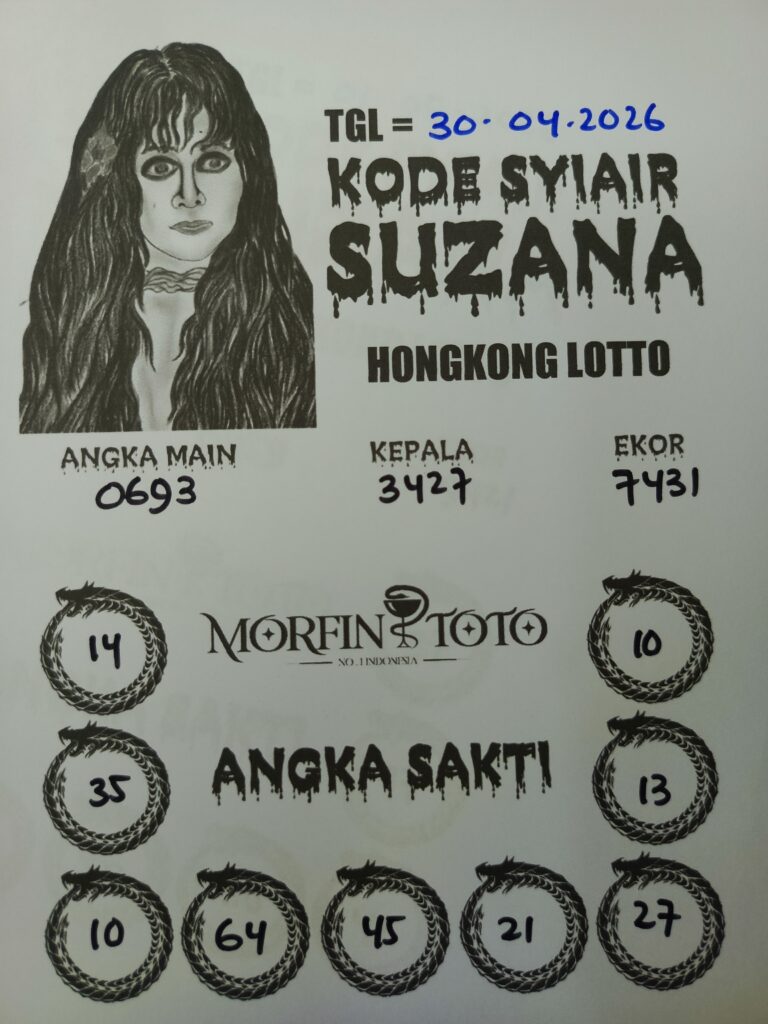 TGL = 30.04.2026
KODE SYIAIR
SUZANA
HONGKONG LOTTO
ANGKA MAIN KEPALA EKOR
0693 3427 7431
MORFIN TOTO
NO.1 INDONESIA
14 10
ANGKA SAKTI
35 13
10 64 45 21 27